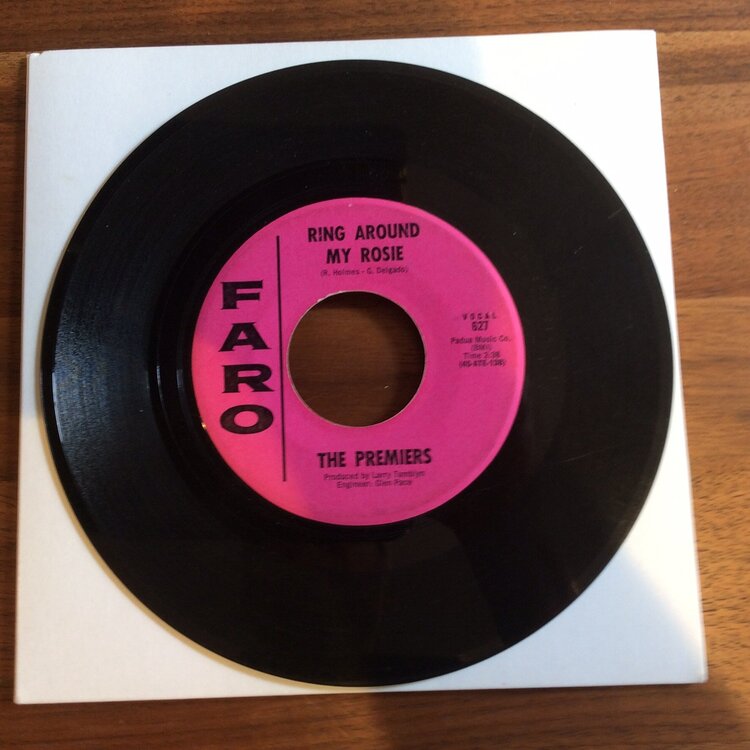 RING AROUND
MY ROSIE
(R. Holmes - G. Delgado)
FARO
VOCAL
627
Padua Music Co.
(BMI)
Time 2:38
THE PREMIERS
Produced by Larry Tamblyn
Engineer: Glen Pace